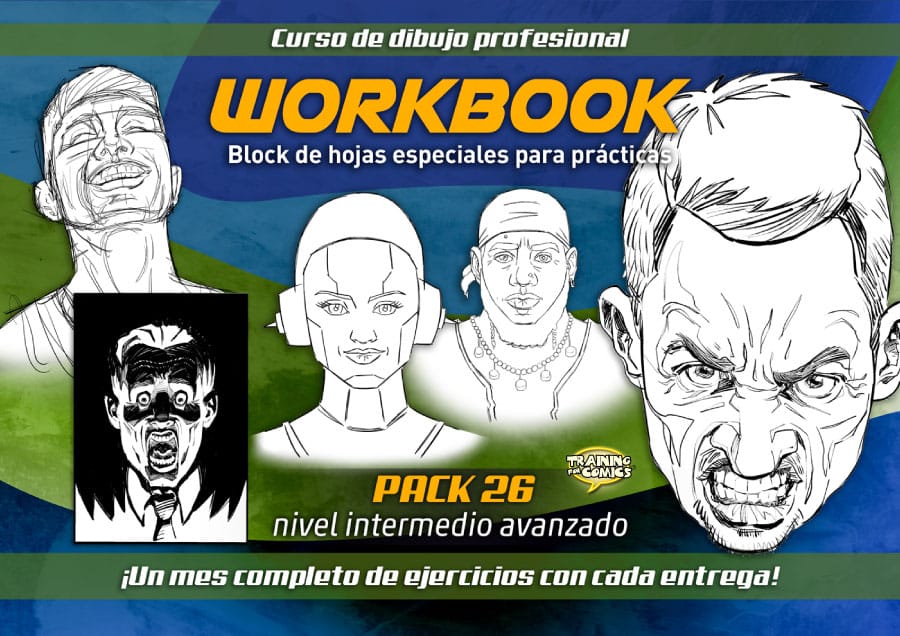 Curso de dibujo profesional
WORKBOOK
Block de hojas especiales para prácticas
TRAINING
FOR COMICS
PACK 26
nivel intermedio avanzado
¡Un mes completo de ejercicios con cada entrega!